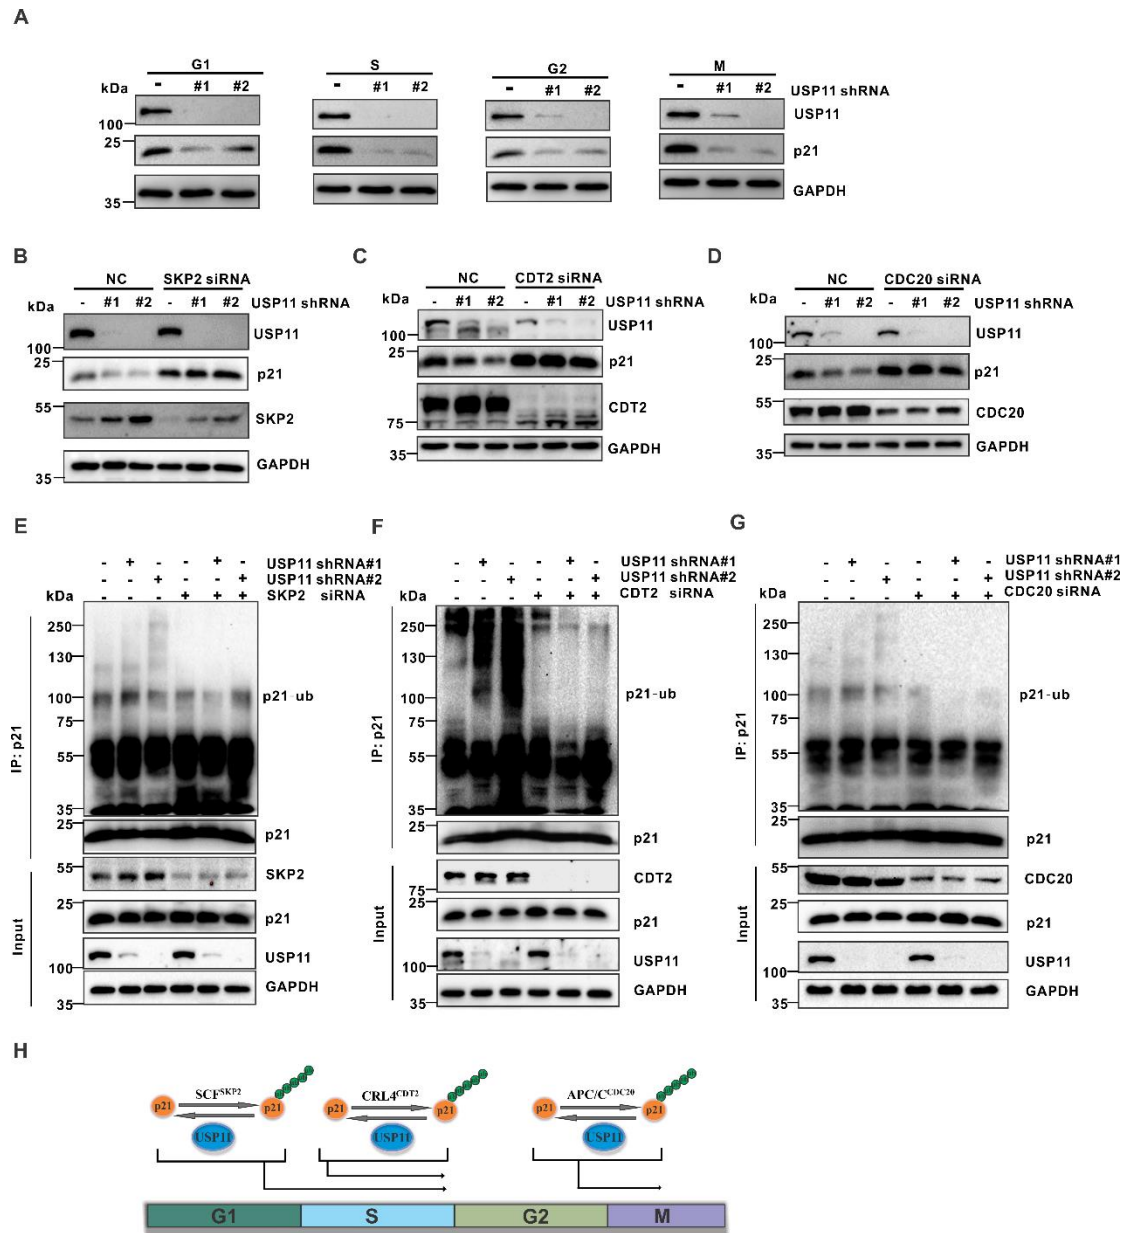 A
G1 S G2 M
kDa - #1 #2 - #1 #2 - #1 #2 - #1 #2 USP11 shRNA
100 USP11
25 p21
35 GAPDH
B
NC SKP2 siRNA
kDa - #1 #2 - #1 #2 USP11 shRNA
100 USP11
25 p21
55 SKP2
35 GAPDH
C
NC CDT2 siRNA
kDa - #1 #2 - #1 #2 USP11 shRNA
100 USP11
25 p21
75 CDT2
35 GAPDH
D
NC CDC20 siRNA
kDa - #1 #2 - #1 #2 USP11 shRNA
100 USP11
25 p21
55 CDC20
35 GAPDH
E
- + - - + - USP11 shRNA#1
- - + - - + USP11 shRNA#2
kDa - - - + + + SKP2 siRNA
IP: p21
250
130
100 p21-ub
75
55
35
25 p21
Input
55 SKP2
25 p21
100 USP11
35 GAPDH
F
- + - - + - USP11 shRNA#1
- - + - - + USP11 shRNA#2
kDa - - - + + + CDT2 siRNA
IP: p21
250
130
100 p21-ub
75
55
35
25 p21
Input
75 CDT2
25 p21
100 USP11
35 GAPDH
G
- + - - + - USP11 shRNA#1
- - + - - + USP11 shRNA#2
kDa - - - + + + CDC20 siRNA
IP: p21
250
130
100 p21-ub
75
55
35
25 p21
Input
55 CDC20
25 p21
100 USP11
35 GAPDH
H
SCF^SKP2 CRL4^CDT2 APC/C^CDC20
p21 p21 p21 p21 p21 p21
USP11 USP11 USP11
G1 S G2 M